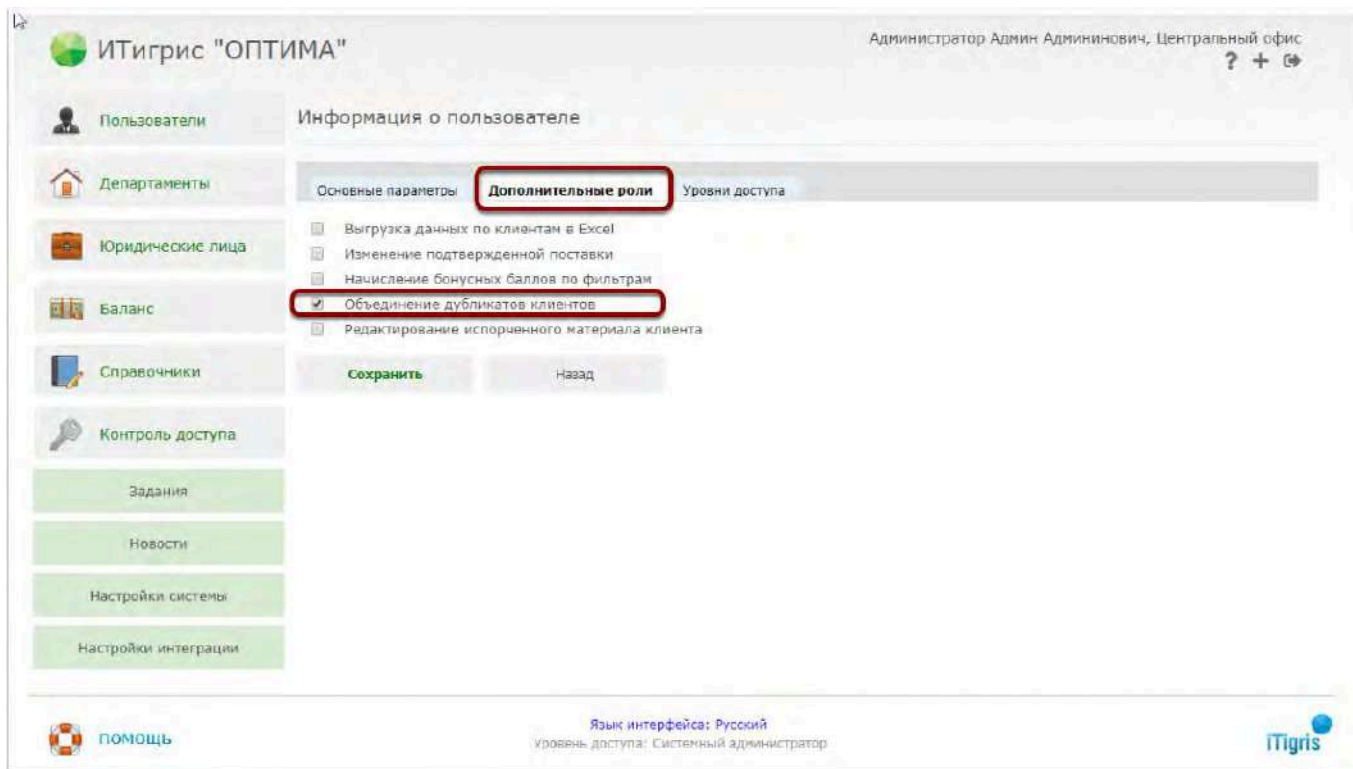 ИТигрис "ОПТИМА"
Администратор Админ Админинович, Центральный офис
Пользователи
Департаменты
Юридические лица
Баланс
Справочники
Контроль доступа
Задания
Новости
Настройки системы
Настройки интеграции
Информация о пользователе
Основные параметры Дополнительные роли Уровни доступа
Выгрузка данных по клиентам в Excel
Изменение подтвержденной поставки
Начисление бонусных баллов по фильтрам
Объединение дубликатов клиентов
Редактирование испорченного материала клиента
Сохранить Назад
ПОМОЩЬ
Язык интерфейса: Русский
Уровень доступа: Системный администратор
iTigris